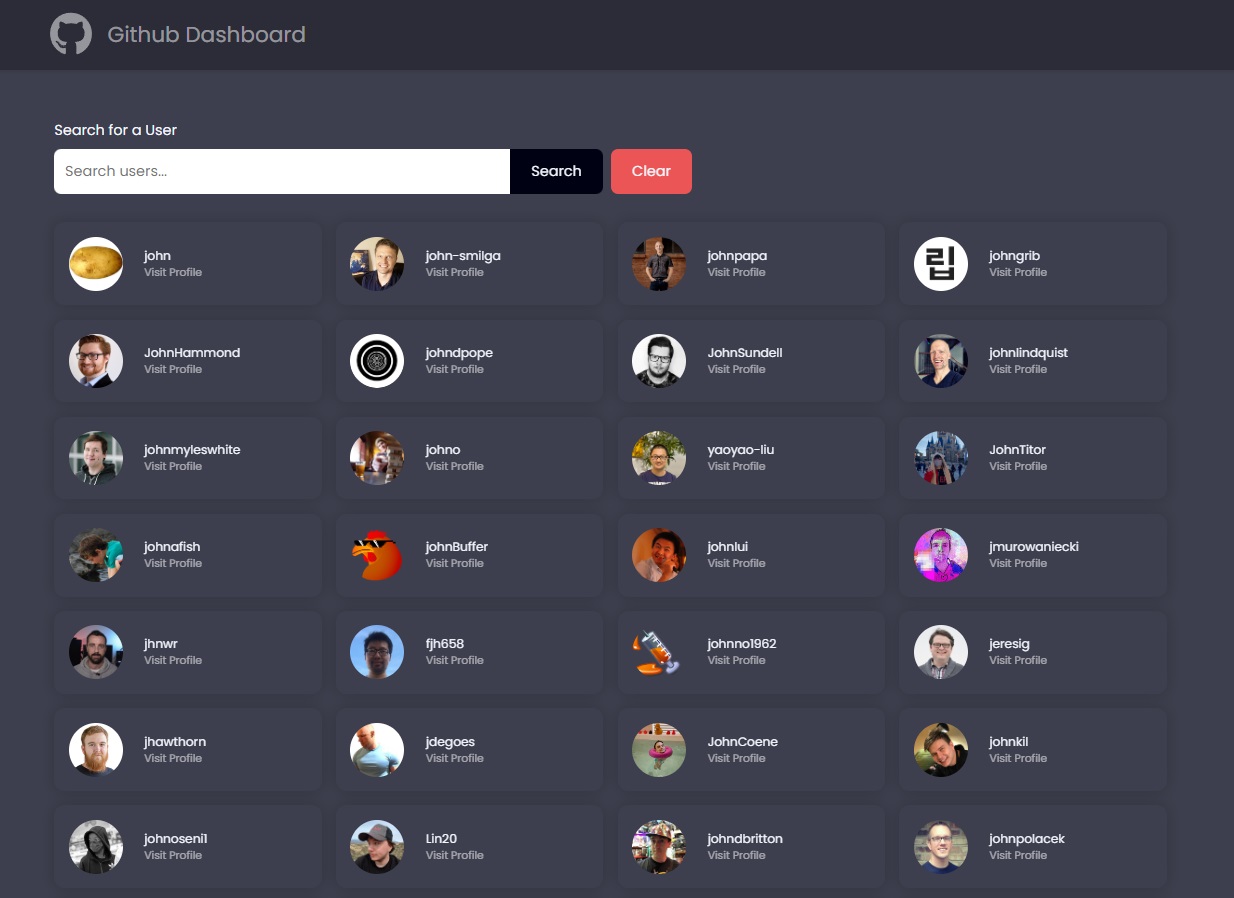 Github Dashboard
Search for a User
Search users...
Search
Clear
john
Visit Profile
john-smilga
Visit Profile
johnpapa
Visit Profile
립
johngrib
Visit Profile
JohnHammond
Visit Profile
johndpope
Visit Profile
JohnSundell
Visit Profile
johnlindquist
Visit Profile
johnmyleswhite
Visit Profile
johno
Visit Profile
yaoyao-liu
Visit Profile
JohnTitor
Visit Profile
johnafish
Visit Profile
johnBuffer
Visit Profile
johnlui
Visit Profile
jmurowaniecki
Visit Profile
jhnwr
Visit Profile
fjh658
Visit Profile
johnno1962
Visit Profile
jeresig
Visit Profile
jhawthorn
Visit Profile
jdegoes
Visit Profile
JohnCoene
Visit Profile
johnkil
Visit Profile
johnoseni1
Visit Profile
Lin20
Visit Profile
johndbritton
Visit Profile
johnpolacek
Visit Profile